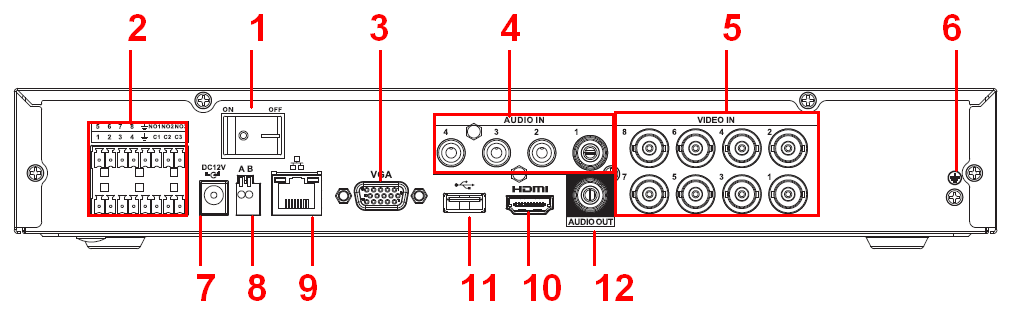 2 1 3 4 5 6
ON OFF
AUDIO IN VIDEO IN
5 6 7 8 NO1 NO2 NO3
1 2 3 4 C1 C2 C3
4 3 2 1
8 6 4 2
DC12V A B
VGA HDMI
7 5 3 1
AUDIO OUT
7 8 9 11 10 12